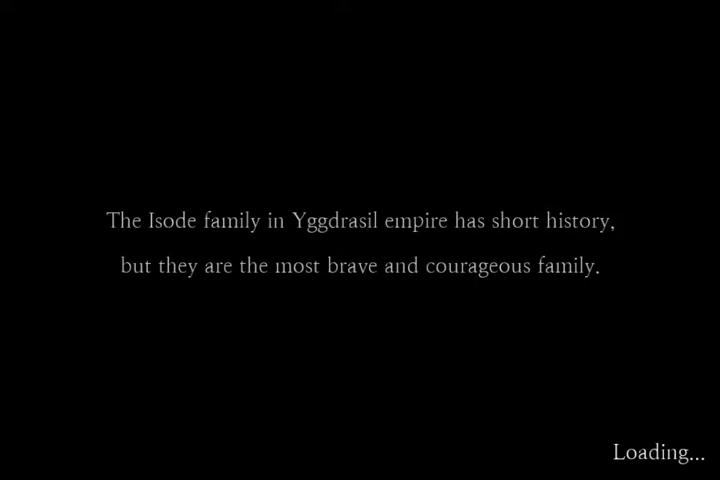 The Isode family in Yggdrasil empire has short history,
but they are the most brave and courageous family.
Loading...